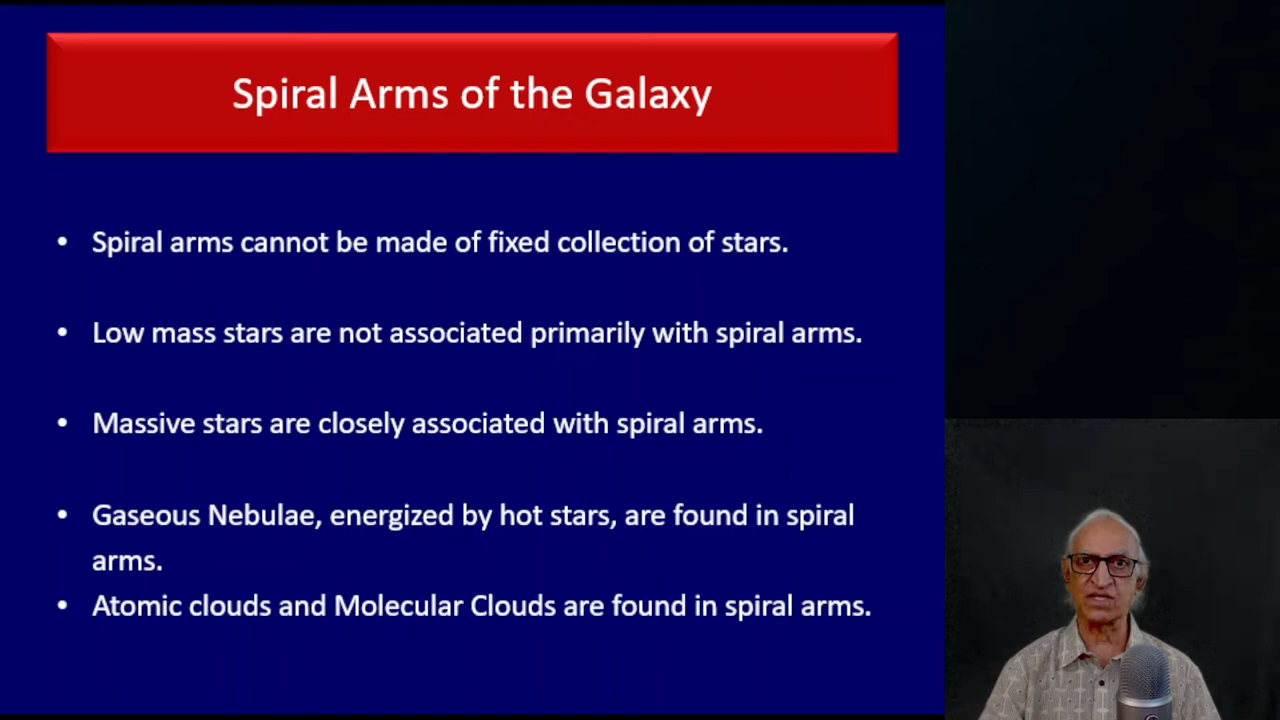 Spiral Arms of the Galaxy
• Spiral arms cannot be made of fixed collection of stars.
• Low mass stars are not associated primarily with spiral arms.
• Massive stars are closely associated with spiral arms.
• Gaseous Nebulae, energized by hot stars, are found in spiral
arms.
• Atomic clouds and Molecular Clouds are found in spiral arms.